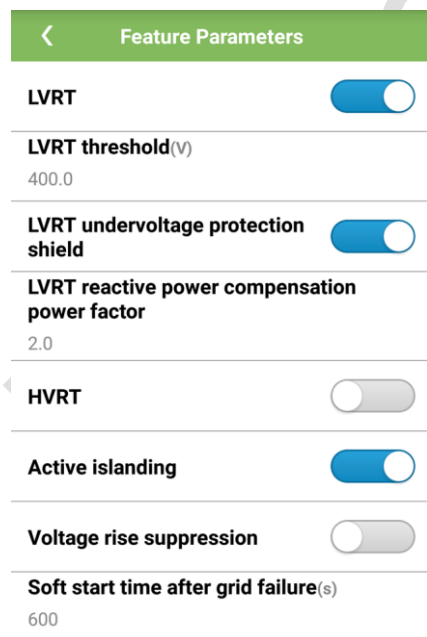 Feature Parameters
LVRT
LVRT threshold(V)
400.0
LVRT undervoltage protection
shield
LVRT reactive power compensation
power factor
2.0
HVRT
Active islanding
Voltage rise suppression
Soft start time after grid failure(s)
600